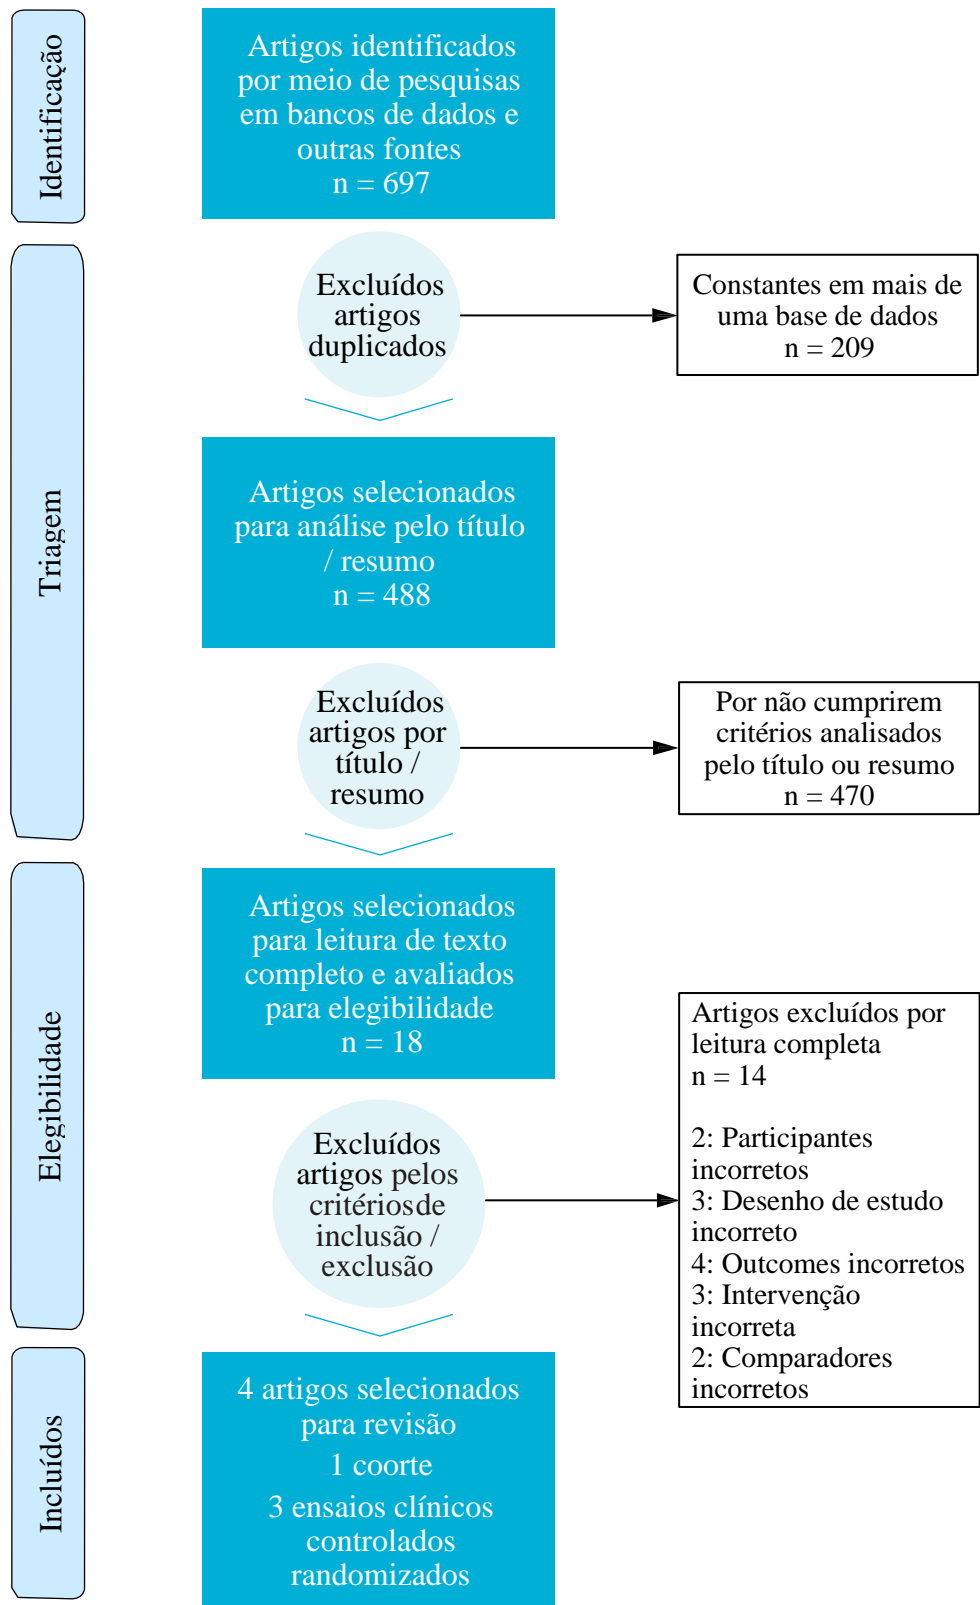 Identificação
Artigos identificados
por meio de pesquisas
em bancos de dados e
outras fontes
n = 697
Triagem
Excluídos
artigos
duplicados
Constantes em mais de
uma base de dados
n = 209
Artigos selecionados
para análise pelo título
/ resumo
n = 488
Excluídos
artigos por
título /
resumo
Por não cumprirem
critérios analisados
pelo título ou resumo
n = 470
Elegibilidade
Artigos selecionados
para leitura de texto
completo e avaliados
para elegibilidade
n = 18
Excluídos
artigos pelos
critérios de
inclusão /
exclusão
Artigos excluídos por
leitura completa
n = 14
2: Participantes
incorretos
3: Desenho de estudo
incorreto
4: Outcomes incorretos
3: Intervenção
incorreta
2: Comparadores
incorretos
Incluídos
4 artigos selecionados
para revisão
1 coorte
3 ensaios clínicos
controlados
randomizados